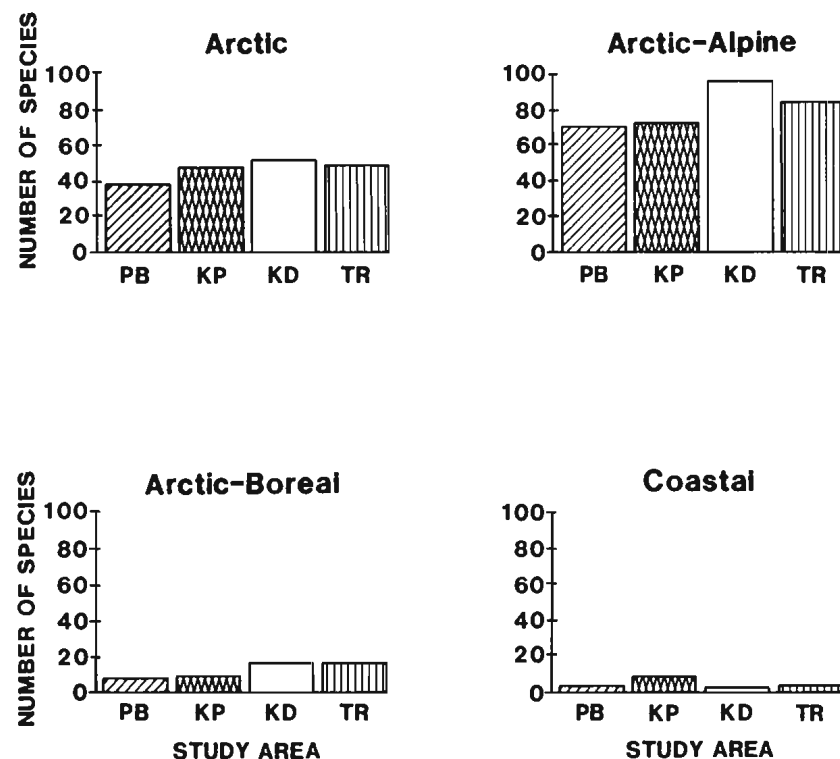 Arctic
NUMBER OF SPECIES
100
80
60
40
20
0
PB KP KD TR
Arctic-Alpine
100
80
60
40
20
0
PB KP KD TR
Arctic-Boreal
NUMBER OF SPECIES
100
80
60
40
20
0
PB KP KD TR
STUDY AREA
Coastal
100
80
60
40
20
0
PB KP KD TR
STUDY AREA